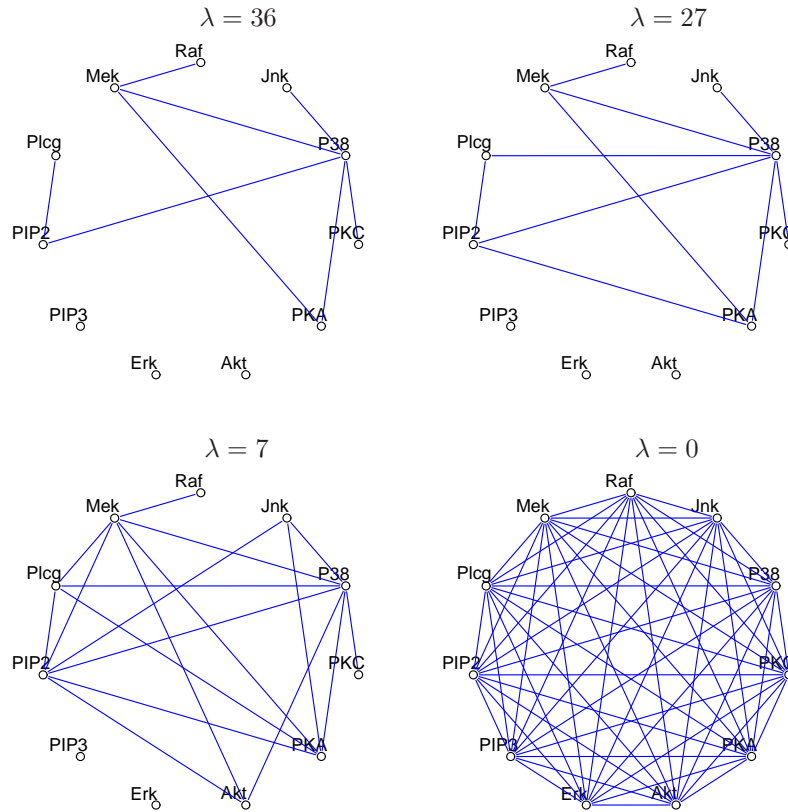 λ = 36
Raf
Mek
Jnk
Plcg
P38
PIP2
PKC
PIP3
PKA
Erk
Akt
λ = 27
Raf
Mek
Jnk
Plcg
P38
PIP2
PKC
PIP3
PKA
Erk
Akt
λ = 7
Raf
Mek
Jnk
Plcg
P38
PIP2
PKC
PIP3
PKA
Erk
Akt
λ = 0
Raf
Mek
Jnk
Plcg
P38
PIP2
PKC
PIP3
PKA
Erk
Akt